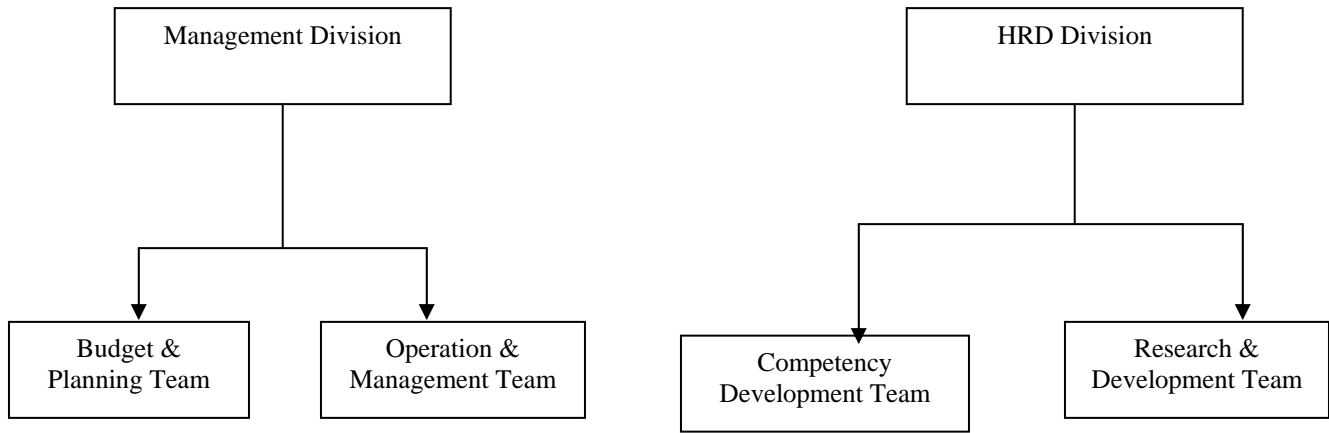 Management Division
HRD Division
Budget &
Planning Team
Operation &
Management Team
Competency
Development Team
Research &
Development Team